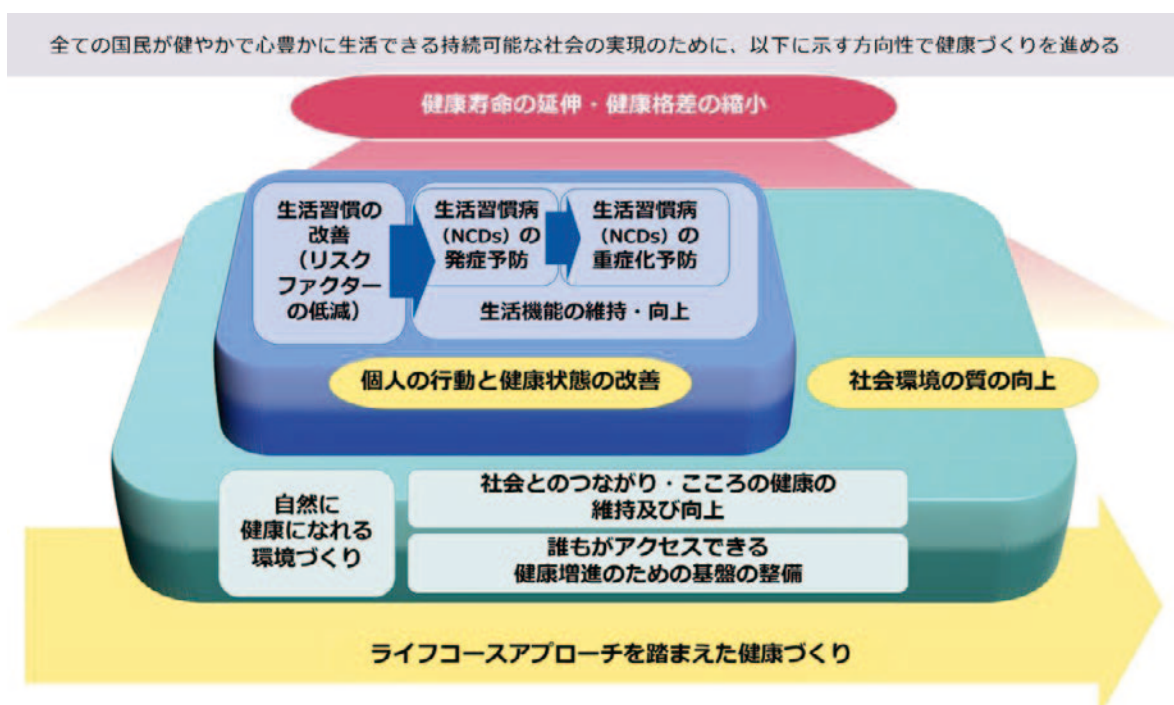 全ての国民が健やかで心豊かに生活できる持続可能な社会の実現のために、以下に示す方向性で健康づくりを進める
健康寿命の延伸・健康格差の縮小
生活習慣の
改善
（リスク
ファクター
の低減）
生活習慣病
（NCDs）の
発症予防
生活習慣病
（NCDs）の
重症化予防
生活機能の維持・向上
個人の行動と健康状態の改善
社会環境の質の向上
自然に
健康になれる
環境づくり
社会とのつながり・こころの健康の
維持及び向上
誰もがアクセスできる
健康増進のための基盤の整備
ライフコースアプローチを踏まえた健康づくり